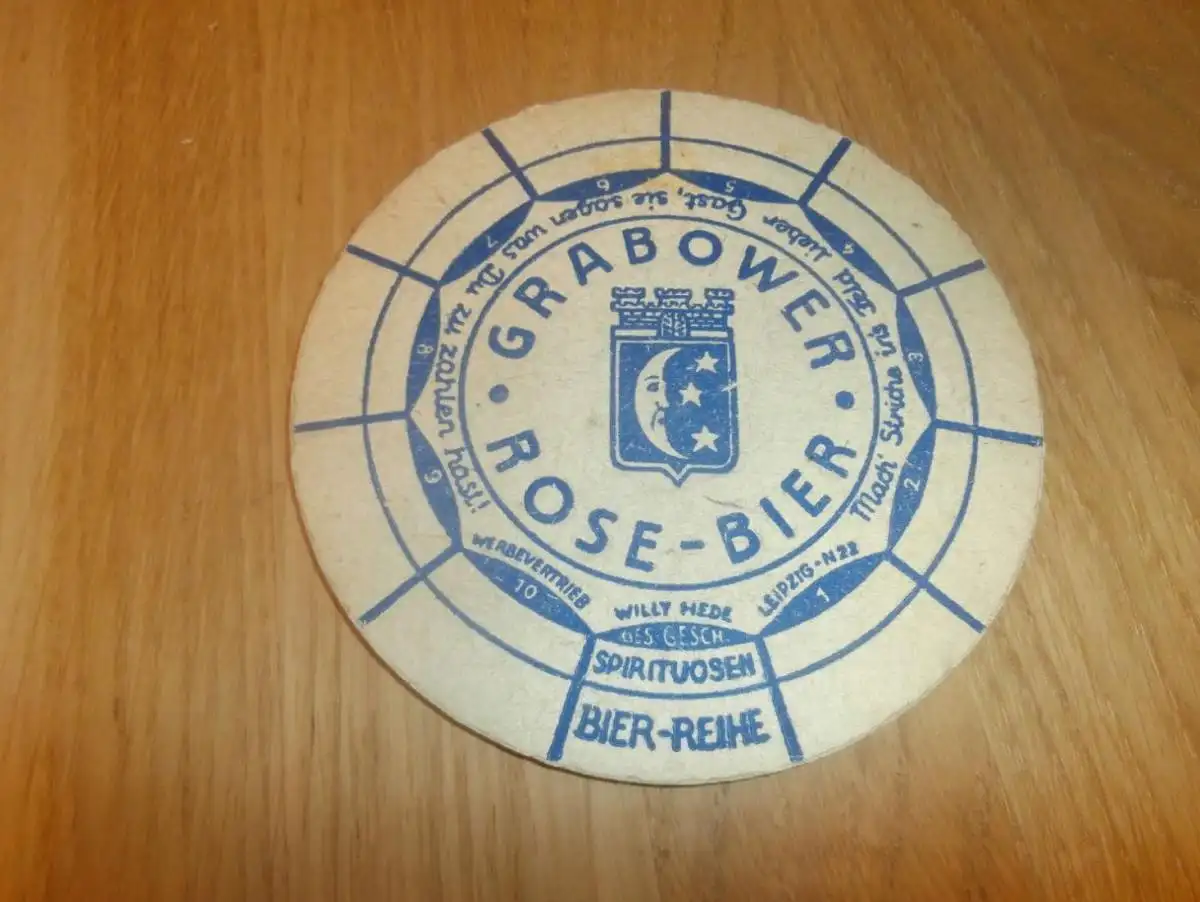 GRABOWER
ROSE-BIER
Mach' Striche in's Feld lieber Gast, sie sagen was Du zu zahlen hast!
1
2
3
4
5
6
7
8
9
10
WERBEVERTRIEB WILLY HEDE LEIPZIG-N22
GES. GESCH.
SPIRITUOSEN
BIER-REIHE